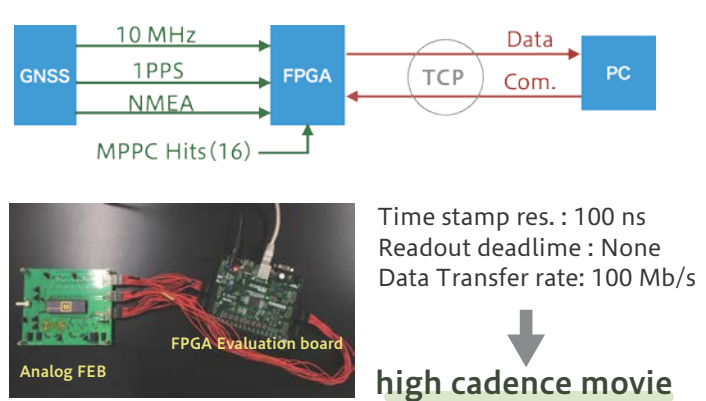 10 MHz
1PPS
NMEA
GNSS
FPGA
MPPC Hits(16)
Data
TCP
Com.
PC
Time stamp res. : 100 ns
Readout deadlime : None
Data Transfer rate: 100 Mb/s
FPGA Evaluation board
Analog FEB
high cadence movie